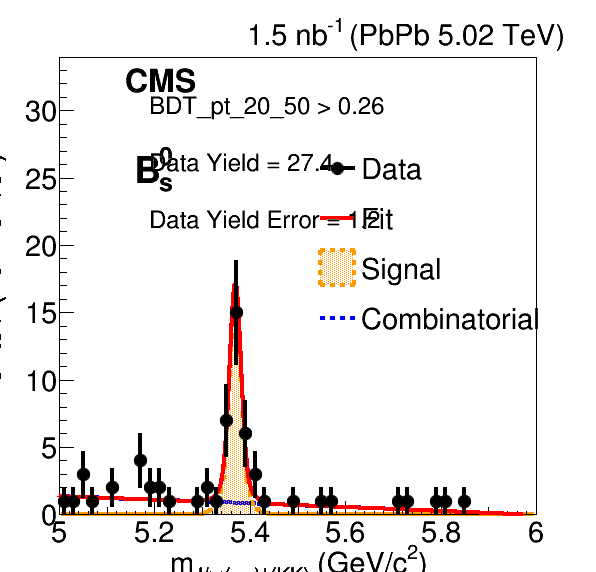 1.5 nb⁻¹ (PbPb 5.02 TeV)
CMS
BDT_pt_20_50 > 0.26
B⁰ₛ
Data Yield = 27.4
Data Yield Error = 1.2
Data
Fit
Signal
Combinatorial
30
25
20
15
10
5
0
5 5.2 5.4 5.6 5.8 6
m (GeV/c²)